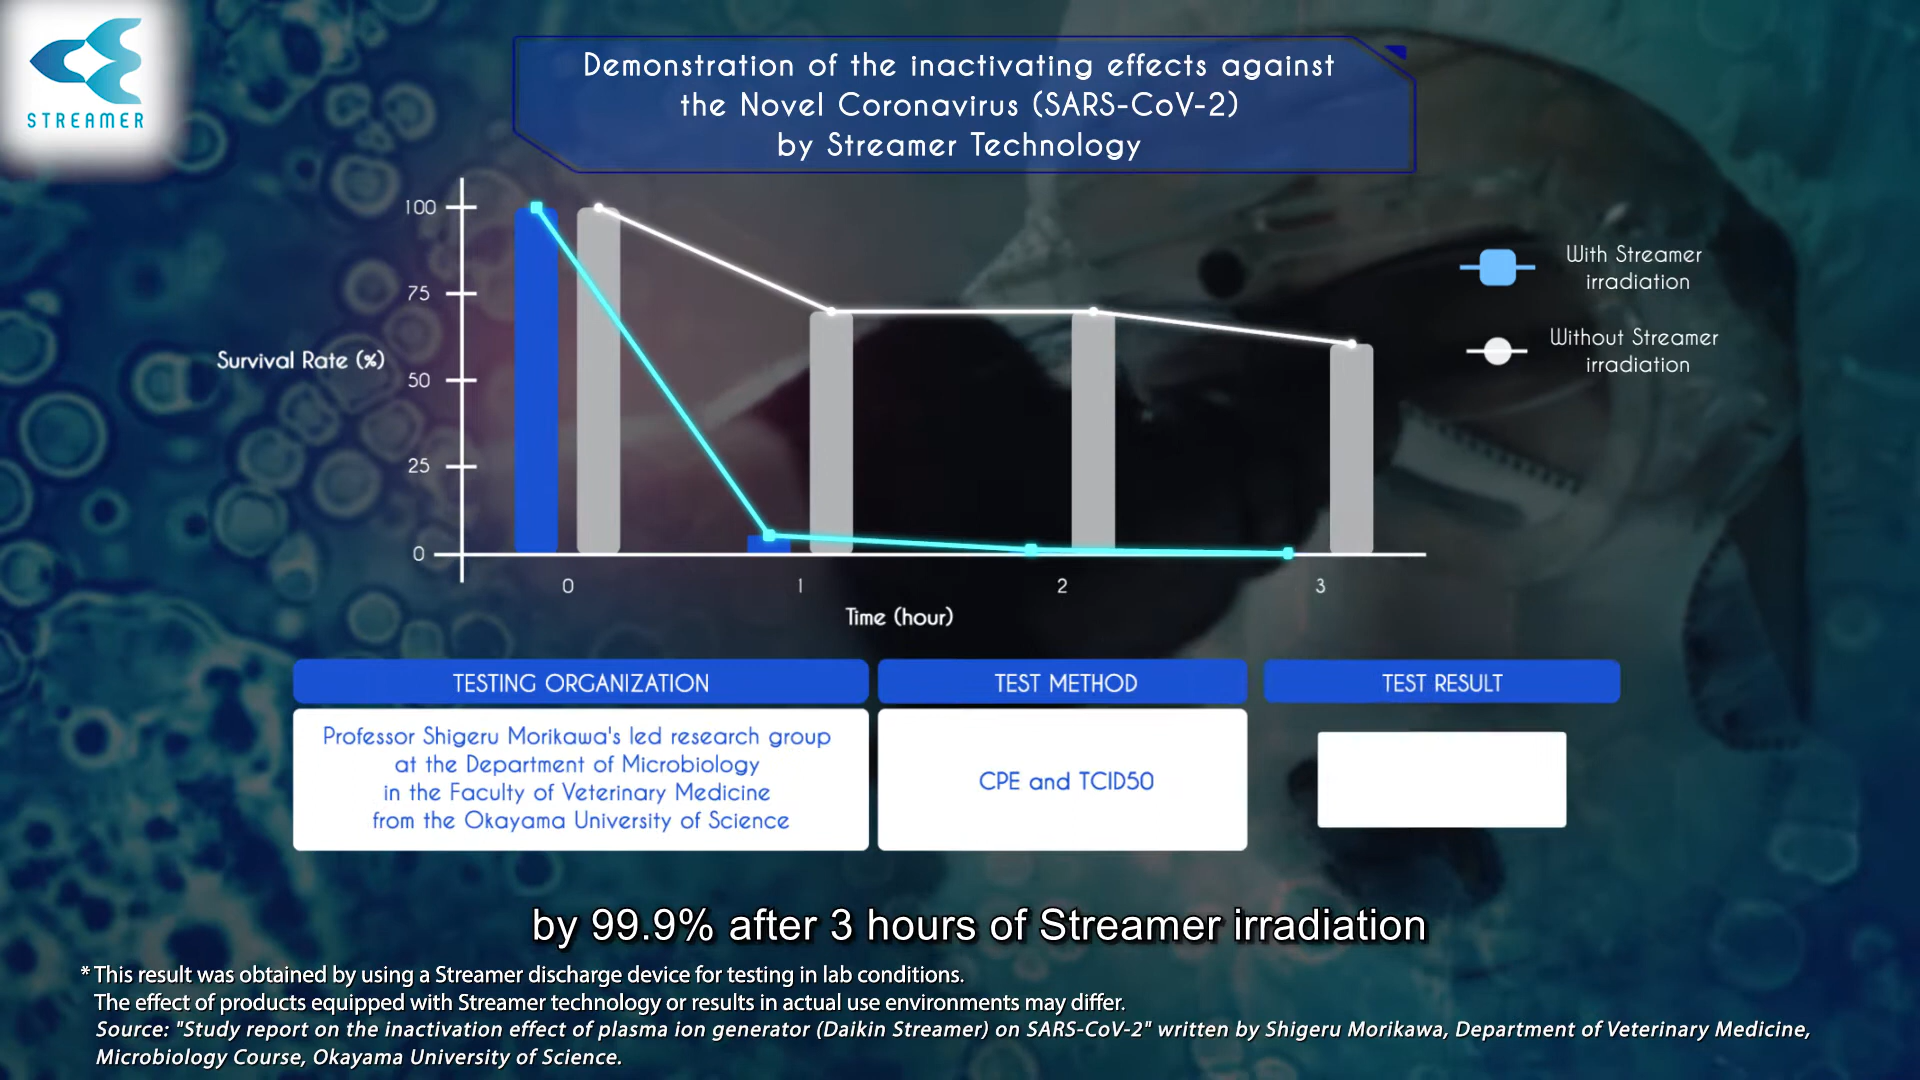 STREAMER
Demonstration of the inactivating effects against
the Novel Coronavirus (SARS-CoV-2)
by Streamer Technology
100
75
50
25
0
Survival Rate (%)
0 1 2 3
Time (hour)
With Streamer
irradiation
Without Streamer
irradiation
TESTING ORGANIZATION
Professor Shigeru Morikawa's led research group
at the Department of Microbiology
in the Faculty of Veterinary Medicine
from the Okayama University of Science
TEST METHOD
CPE and TCID50
TEST RESULT
by 99.9% after 3 hours of Streamer irradiation
* This result was obtained by using a Streamer discharge device for testing in lab conditions.
The effect of products equipped with Streamer technology or results in actual use environments may differ.
Source: "Study report on the inactivation effect of plasma ion generator (Daikin Streamer) on SARS-CoV-2" written by Shigeru Morikawa, Department of Veterinary Medicine,
Microbiology Course, Okayama University of Science.